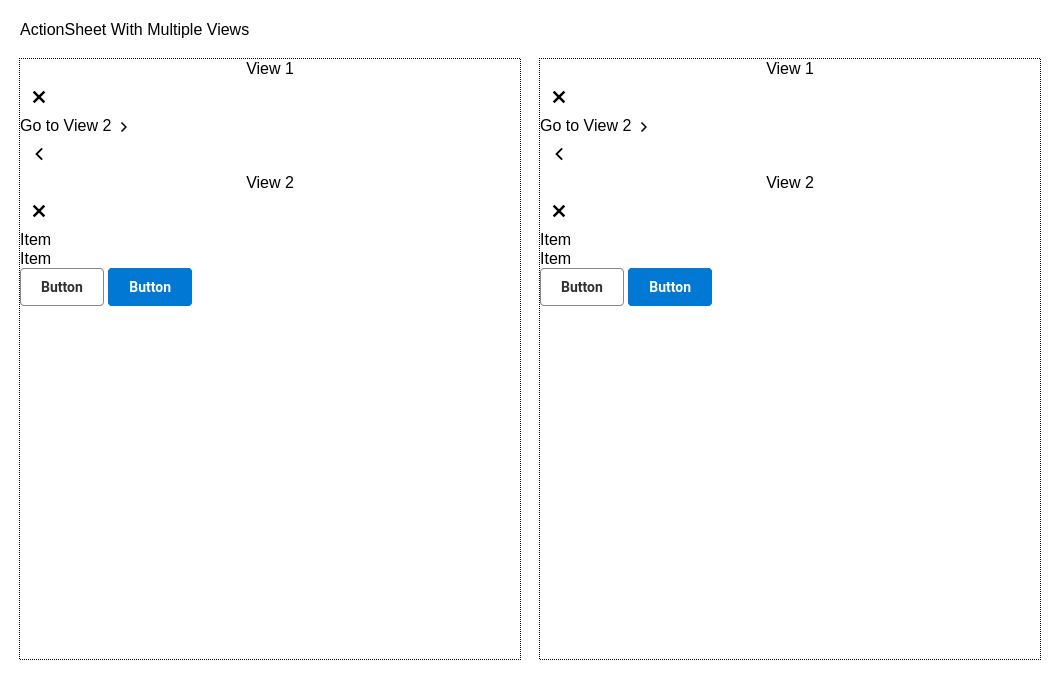 ActionSheet With Multiple Views
View 1
Go to View 2
View 2
Item
Item
Button Button
View 1
Go to View 2
View 2
Item
Item
Button Button